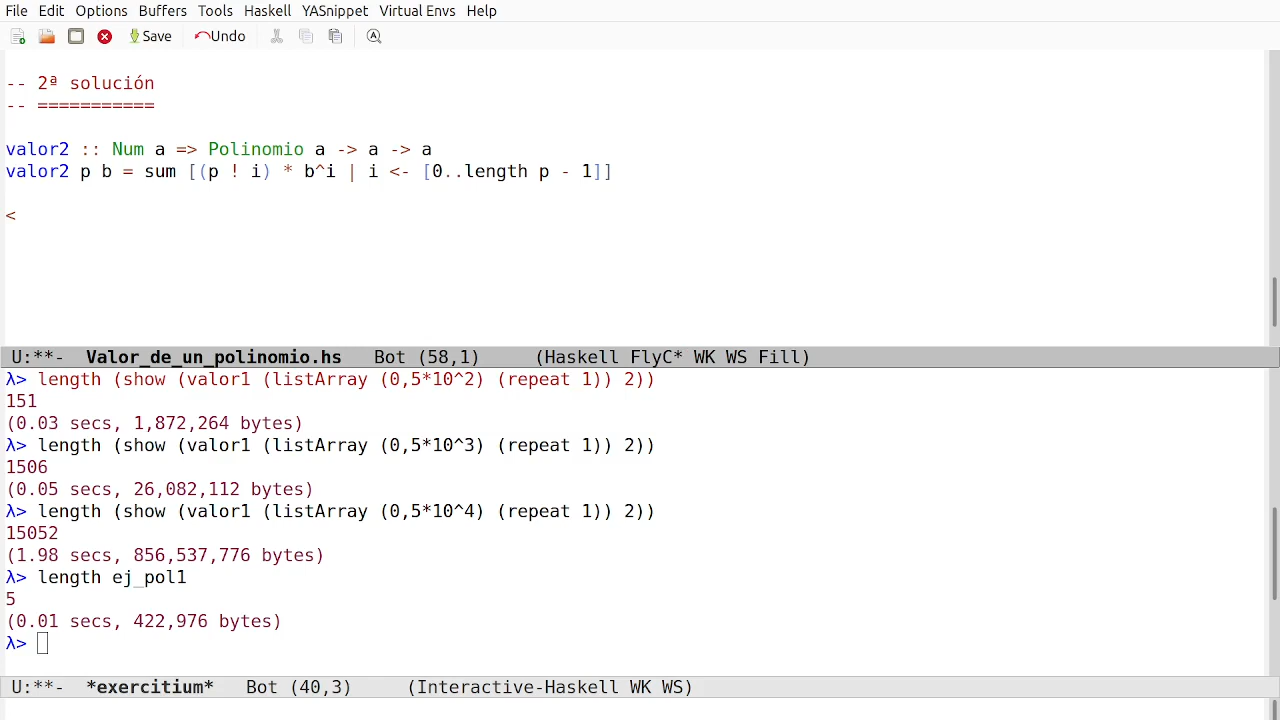 File Edit Options Buffers Tools Haskell YASnippet Virtual Envs Help
Save Undo
-- 2ª solución
-- ===========
valor2 :: Num a => Polinomio a -> a -> a
valor2 p b = sum [(p ! i) * b^i | i <- [0..length p - 1]]
<
U:**-  Valor_de_un_polinomio.hs   Bot (58,1)     (Haskell FlyC* WK WS Fill)
λ> length (show (valor1 (listArray (0,5*10^2) (repeat 1)) 2))
151
(0.03 secs, 1,872,264 bytes)
λ> length (show (valor1 (listArray (0,5*10^3) (repeat 1)) 2))
1506
(0.05 secs, 26,082,112 bytes)
λ> length (show (valor1 (listArray (0,5*10^4) (repeat 1)) 2))
15052
(1.98 secs, 856,537,776 bytes)
λ> length ej_pol1
5
(0.01 secs, 422,976 bytes)
λ>
U:**-  *exercitium*   Bot (40,3)     (Interactive-Haskell WK WS)